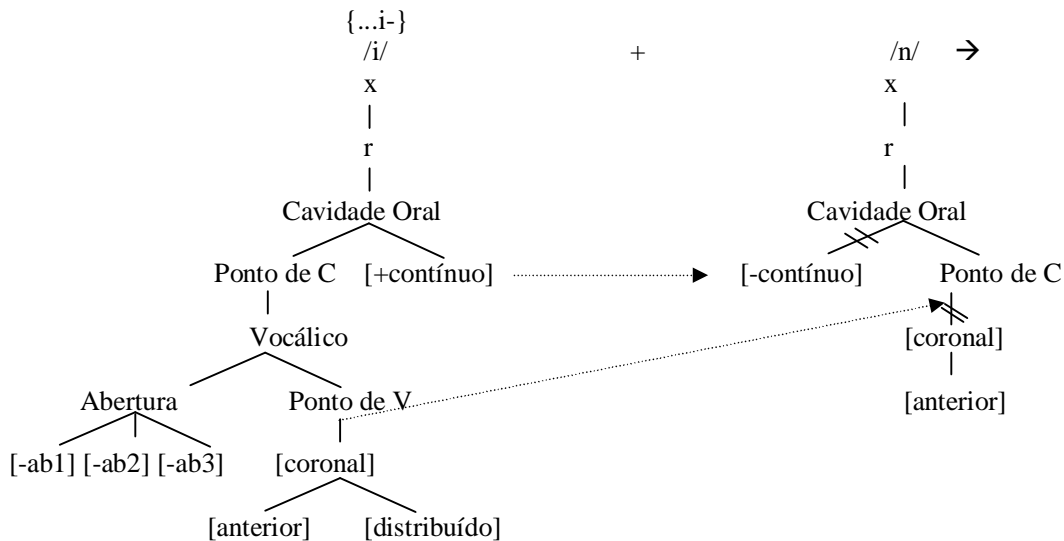 {...i-}
/i/ + /n/ →
x x
r r
Cavidade Oral Cavidade Oral
Ponto de C [+contínuo] [-contínuo] Ponto de C
Vocálico [coronal]
Abertura Ponto de V [anterior]
[-ab1] [-ab2] [-ab3] [coronal]
[anterior] [distribuído]